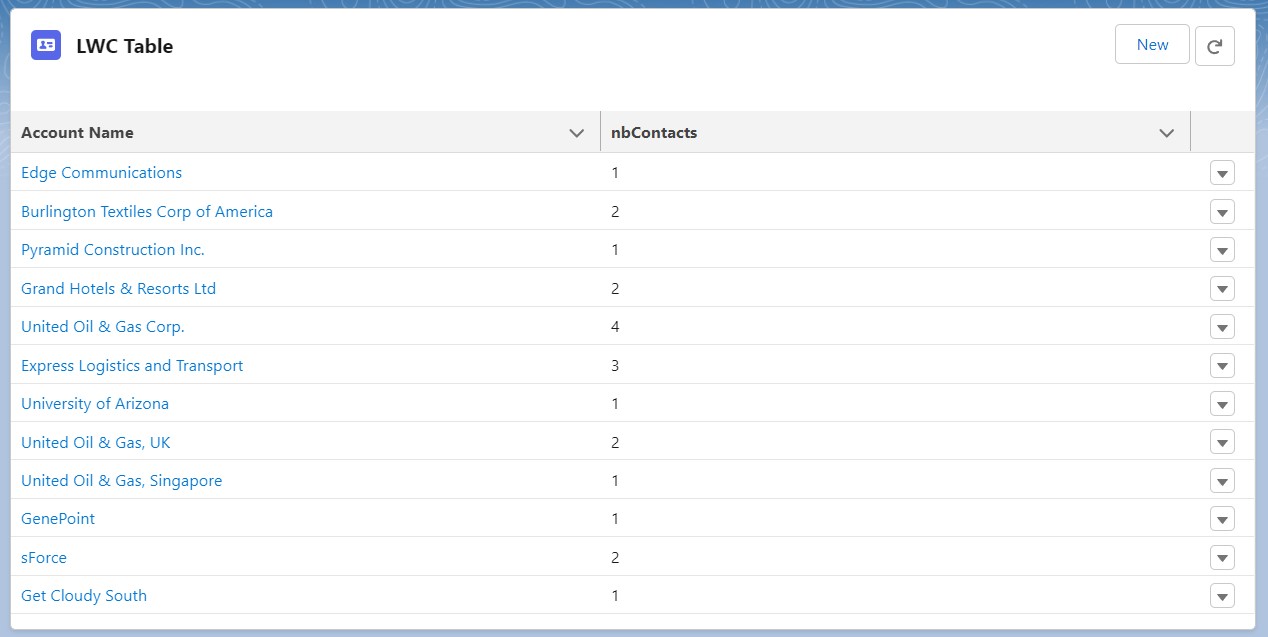 LWC Table
New
Account Name nbContacts
Edge Communications 1
Burlington Textiles Corp of America 2
Pyramid Construction Inc. 1
Grand Hotels & Resorts Ltd 2
United Oil & Gas Corp. 4
Express Logistics and Transport 3
University of Arizona 1
United Oil & Gas, UK 2
United Oil & Gas, Singapore 1
GenePoint 1
sForce 2
Get Cloudy South 1